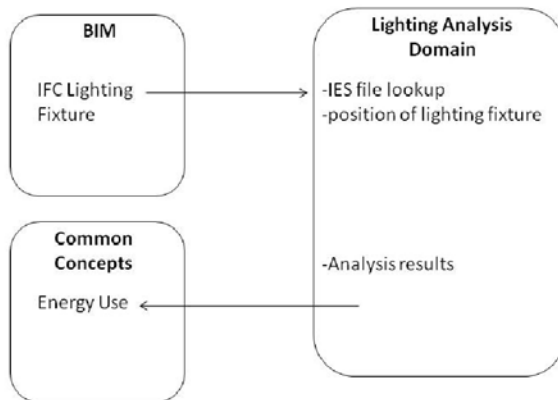 BIM
IFC Lighting
Fixture
Lighting Analysis
Domain
-IES file lookup
-position of lighting fixture
-Analysis results
Common
Concepts
Energy Use